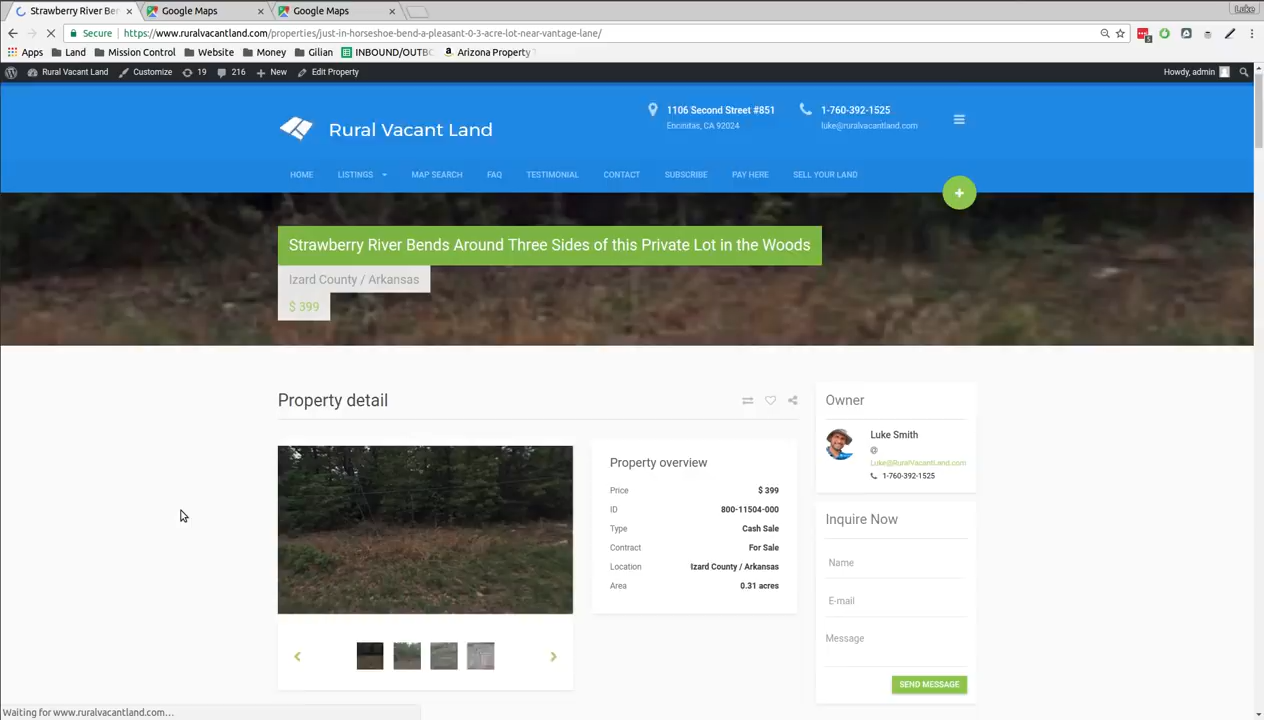 Strawberry River Ben
Google Maps
Google Maps
Luke
Secure
https://www.ruralvacantland.com/properties/just-in-horseshoe-bend-a-pleasant-0-3-acre-lot-near-vantage-lane/
Apps
Land
Mission Control
Website
Money
Gilian
INBOUND/OUTBO
Arizona Property
Rural Vacant Land
Customize
19
216
New
Edit Property
Howdy, admin
Rural Vacant Land
1106 Second Street #851
Encinitas, CA 92024
1-760-392-1525
luke@ruralvacantland.com
HOME
LISTINGS
MAP SEARCH
FAQ
TESTIMONIAL
CONTACT
SUBSCRIBE
PAY HERE
SELL YOUR LAND
+
Strawberry River Bends Around Three Sides of this Private Lot in the Woods
Izard County / Arkansas
$ 399
Property detail
Property overview
Price $ 399
ID 800-11504-000
Type Cash Sale
Contract For Sale
Location Izard County / Arkansas
Area 0.31 acres
Owner
Luke Smith
@
Luke@RuralVacantLand.com
1-760-392-1525
Inquire Now
Name
E-mail
Message
SEND MESSAGE
Waiting for www.ruralvacantland.com...